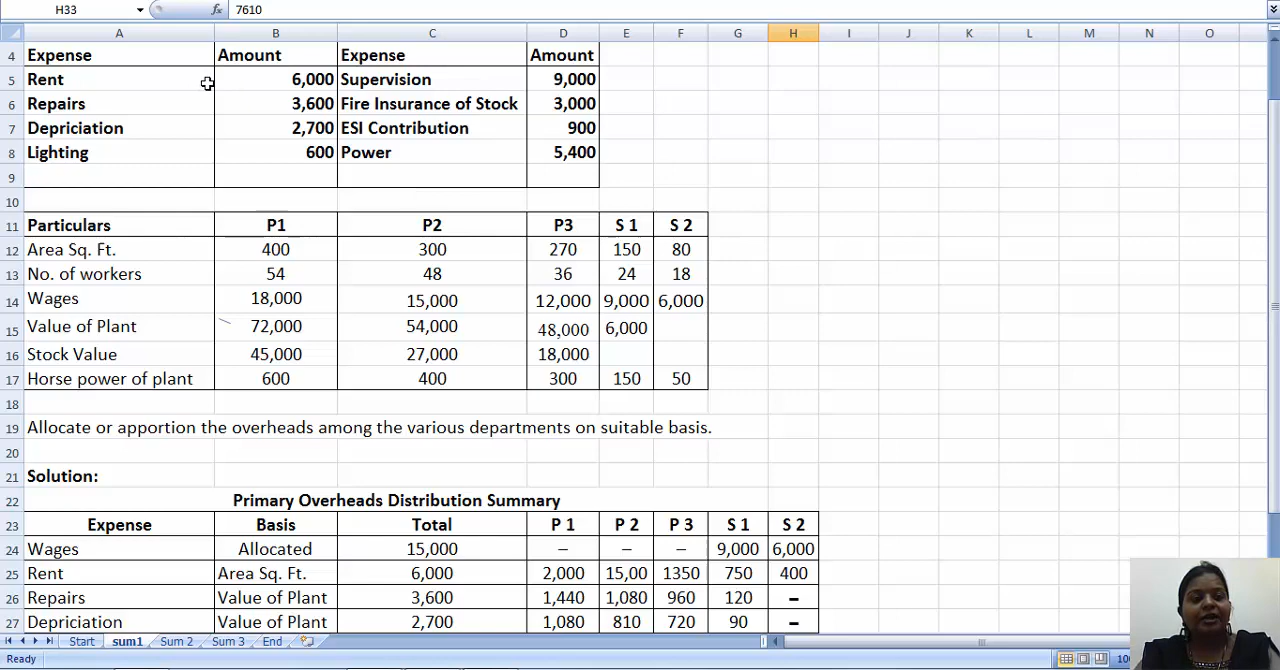 H33 fx 7610
A B C D E F G H I J K L M N O
4 Expense Amount Expense Amount
5 Rent 6,000 Supervision 9,000
6 Repairs 3,600 Fire Insurance of Stock 3,000
7 Depriciation 2,700 ESI Contribution 900
8 Lighting 600 Power 5,400
9
10
11 Particulars P1 P2 P3 S 1 S 2
12 Area Sq. Ft. 400 300 270 150 80
13 No. of workers 54 48 36 24 18
14 Wages 18,000 15,000 12,000 9,000 6,000
15 Value of Plant 72,000 54,000 48,000 6,000
16 Stock Value 45,000 27,000 18,000
17 Horse power of plant 600 400 300 150 50
18
19 Allocate or apportion the overheads among the various departments on suitable basis.
20
21 Solution:
22 Primary Overheads Distribution Summary
23 Expense Basis Total P 1 P 2 P 3 S 1 S 2
24 Wages Allocated 15,000 – – – 9,000 6,000
25 Rent Area Sq. Ft. 6,000 2,000 15,00 1350 750 400
26 Repairs Value of Plant 3,600 1,440 1,080 960 120 –
27 Depriciation Value of Plant 2,700 1,080 810 720 90 –
Start sum1 Sum 2 Sum 3 End
Ready